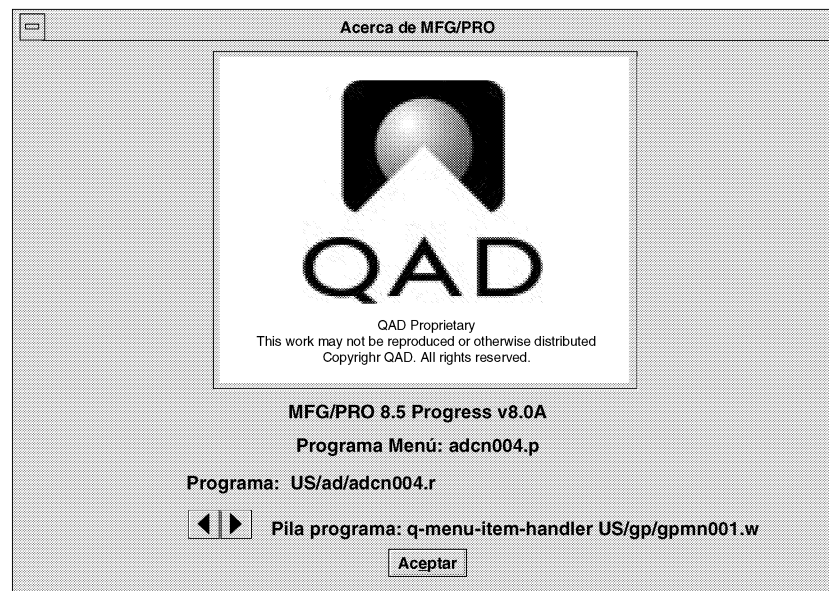 Acerca de MFG/PRO
QAD
QAD Proprietary
This work may not be reproduced or otherwise distributed
Copyrighr QAD. All rights reserved.
MFG/PRO 8.5 Progress v8.0A
Programa Menú: adcn004.p
Programa: US/ad/adcn004.r
Pila programa: q-menu-item-handler US/gp/gpmn001.w
Aceptar